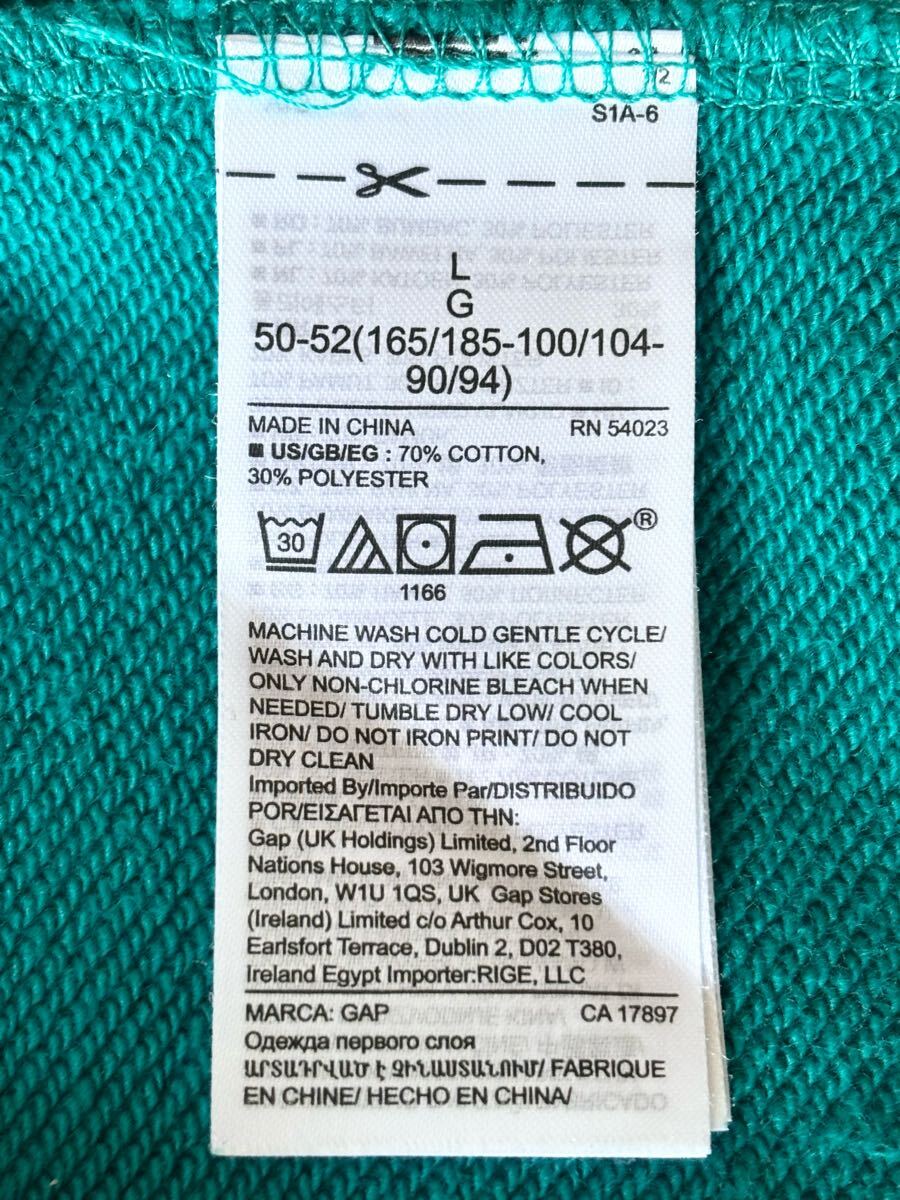 2
S1A-6
L
G
50-52(165/185-100/104-
90/94)
MADE IN CHINA RN 54023
■ US/GB/EG : 70% COTTON,
30% POLYESTER
30
®
1166
MACHINE WASH COLD GENTLE CYCLE/
WASH AND DRY WITH LIKE COLORS/
ONLY NON-CHLORINE BLEACH WHEN
NEEDED/ TUMBLE DRY LOW/ COOL
IRON/ DO NOT IRON PRINT/ DO NOT
DRY CLEAN
Imported By/Importe Par/DISTRIBUIDO
POR/ΕΙΣΑΓΕΤΑΙ ΑΠΟ ΤΗΝ:
Gap (UK Holdings) Limited, 2nd Floor
Nations House, 103 Wigmore Street,
London, W1U 1QS, UK Gap Stores
(Ireland) Limited c/o Arthur Cox, 10
Earlsfort Terrace, Dublin 2, D02 T380,
Ireland Egypt Importer:RIGE, LLC
MARCA: GAP CA 17897
Одежда первого слоя
ԱՐՏԱԴՐՎԱԾ Է ՉԻՆԱՍՏԱՆՈՒՄ/ FABRIQUE
EN CHINE/ HECHO EN CHINA/